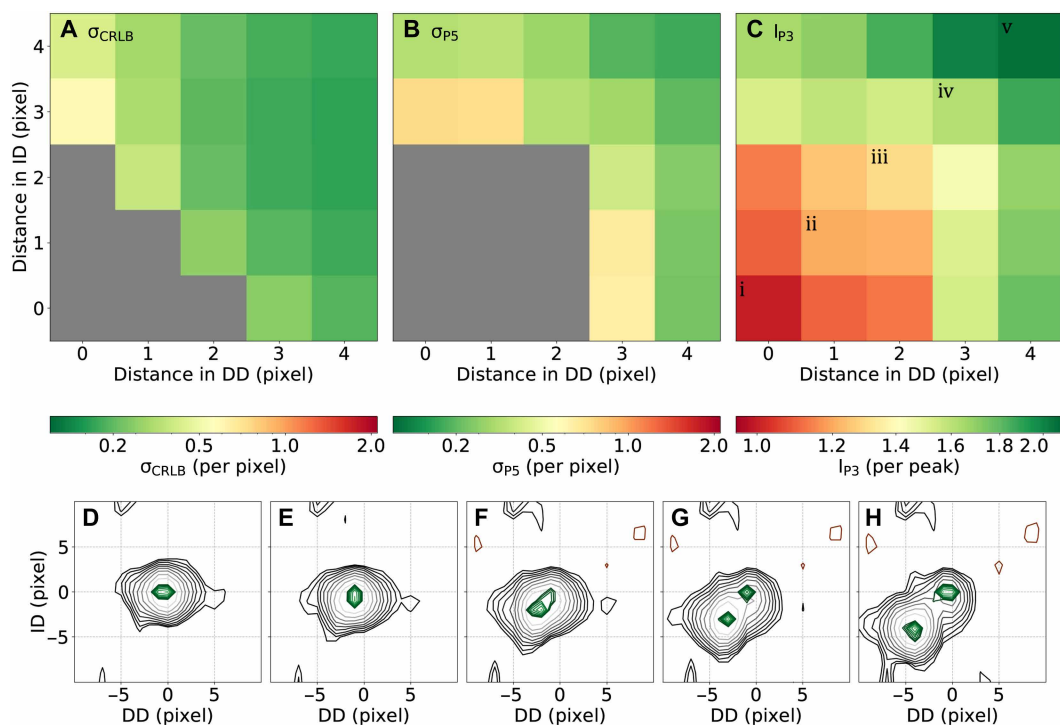 A σCRLB
B σP5
C IP3
v
iv
iii
ii
i
Distance in ID (pixel)
4
3
2
1
0
0 1 2 3 4
0 1 2 3 4
0 1 2 3 4
Distance in DD (pixel)
Distance in DD (pixel)
Distance in DD (pixel)
0.2 0.5 1.0 2.0
0.2 0.5 1.0 2.0
1.0 1.2 1.4 1.6 1.8 2.0
σCRLB (per pixel)
σP5 (per pixel)
IP3 (per peak)
D
E
F
G
H
ID (pixel)
5
0
−5
−5 0 5
−5 0 5
−5 0 5
−5 0 5
−5 0 5
DD (pixel)
DD (pixel)
DD (pixel)
DD (pixel)
DD (pixel)